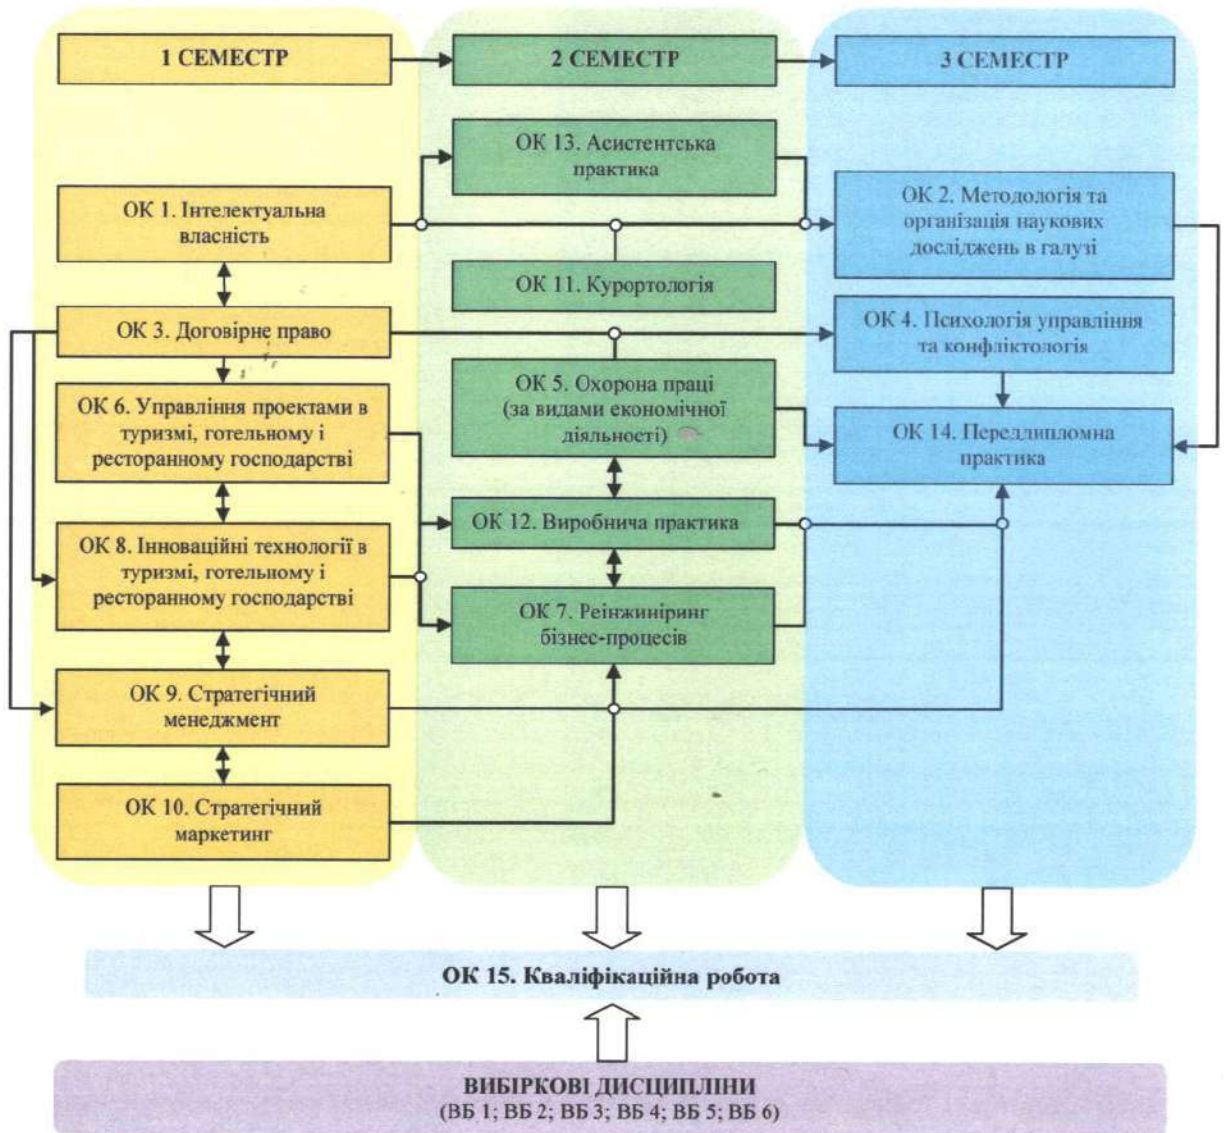 1 СЕМЕСТР
2 СЕМЕСТР
3 СЕМЕСТР
ОК 1. Інтелектуальна
власність
ОК 3. Договірне право
ОК 6. Управління проектами в
туризмі, готельному і
ресторанному господарстві
ОК 8. Інноваційні технології в
туризмі, готельному і
ресторанному господарстві
ОК 9. Стратегічний
менеджмент
ОК 10. Стратегічний
маркетинг
ОК 13. Асистентська
практика
ОК 11. Курортологія
ОК 5. Охорона праці
(за видами економічної
діяльності)
ОК 12. Виробнича практика
ОК 7. Реінжиніринг
бізнес-процесів
ОК 2. Методологія та
організація наукових
досліджень в галузі
ОК 4. Психологія управління
та конфліктологія
ОК 14. Передлипломна
практика
ОК 15. Кваліфікаційна робота
ВИБІРКОВІ ДИСЦИПЛІНИ
(ВБ 1; ВБ 2; ВБ 3; ВБ 4; ВБ 5; ВБ 6)